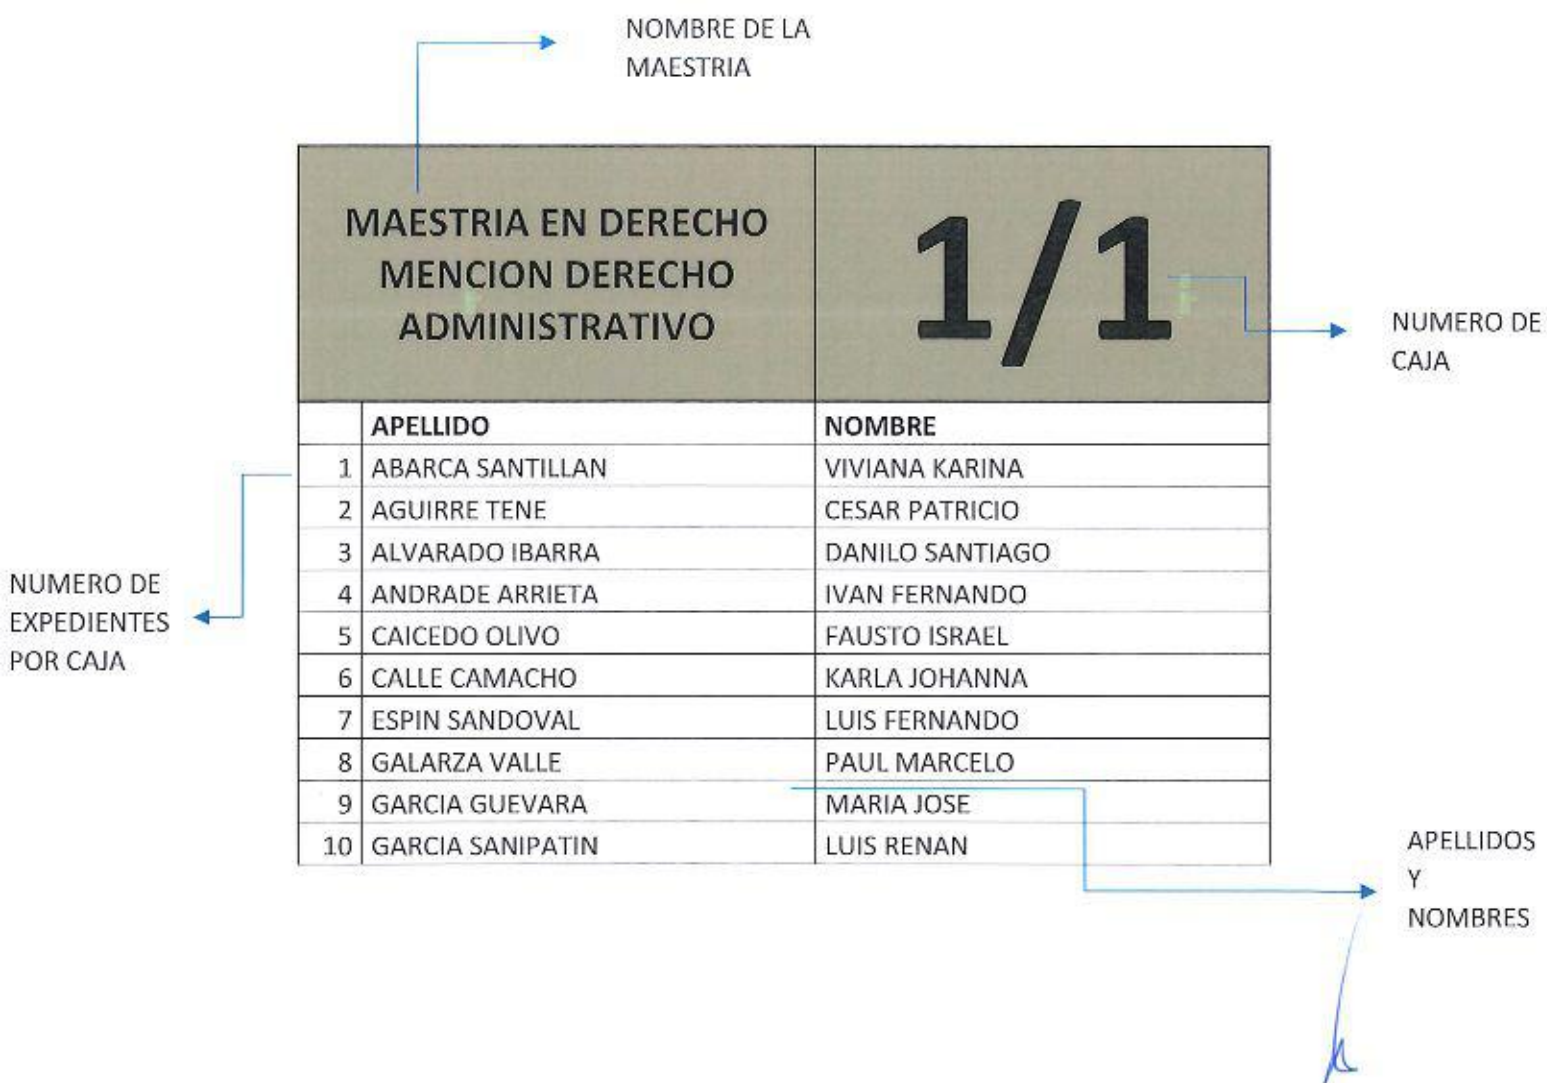 NOMBRE DE LA
MAESTRIA
MAESTRIA EN DERECHO
MENCION DERECHO
ADMINISTRATIVO
1/1
NUMERO DE
CAJA
APELLIDO NOMBRE
1 ABARCA SANTILLAN VIVIANA KARINA
2 AGUIRRE TENE CESAR PATRICIO
3 ALVARADO IBARRA DANILO SANTIAGO
4 ANDRADE ARRIETA IVAN FERNANDO
5 CAICEDO OLIVO FAUSTO ISRAEL
6 CALLE CAMACHO KARLA JOHANNA
7 ESPIN SANDOVAL LUIS FERNANDO
8 GALARZA VALLE PAUL MARCELO
9 GARCIA GUEVARA MARIA JOSE
10 GARCIA SANIPATIN LUIS RENAN
NUMERO DE
EXPEDIENTES
POR CAJA
APELLIDOS
Y
NOMBRES